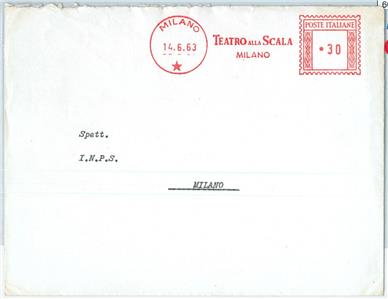 MILANO
14.6.63
TEATRO ALLA SCALA
MILANO
POSTE ITALIANE
*30
Spett.
I.N.P.S.
MILANO